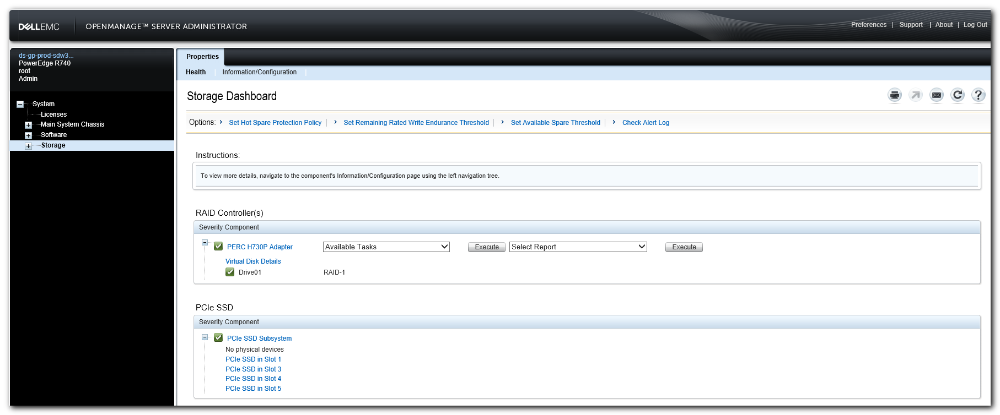 DELLEMC OPENMANAGE™ SERVER ADMINISTRATOR Preferences | Support | About | Log Out
ds-gp-prod-sdw3...
PowerEdge R740
root
Admin
System
Licenses
Main System Chassis
Software
Storage
Properties
Health Information/Configuration
Storage Dashboard
Options: Set Hot Spare Protection Policy Set Remaining Rated Write Endurance Threshold Set Available Spare Threshold Check Alert Log
Instructions:
To view more details, navigate to the component's Information/Configuration page using the left navigation tree.
RAID Controller(s)
Severity Component
PERC H730P Adapter Available Tasks Execute Select Report Execute
Virtual Disk Details
Drive01 RAID-1
PCIe SSD
Severity Component
PCIe SSD Subsystem
No physical devices
PCIe SSD in Slot 1
PCIe SSD in Slot 3
PCIe SSD in Slot 4
PCIe SSD in Slot 5